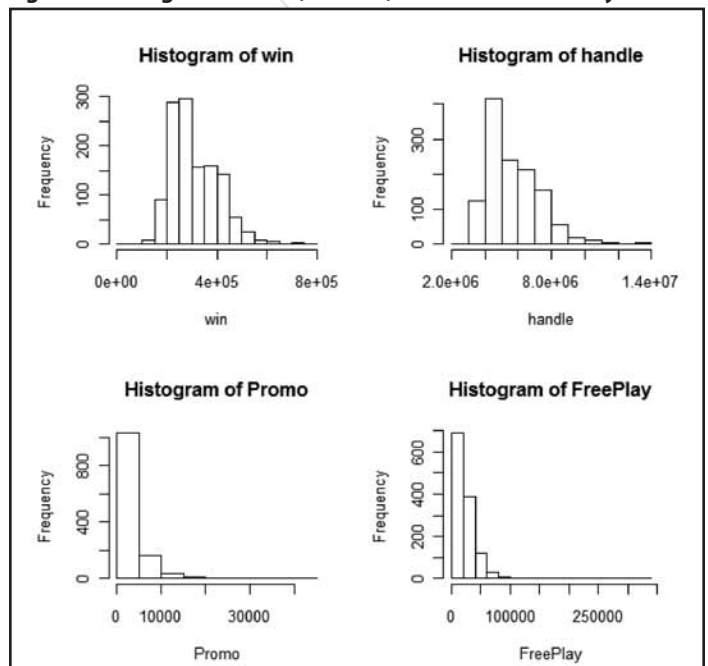 Histogram of win
Frequency
0 100 200 300
0e+00 4e+05 8e+05
win
Histogram of handle
Frequency
0 100 300
2.0e+06 8.0e+06 1.4e+07
handle
Histogram of Promo
Frequency
0 400 800
0 10000 30000
Promo
Histogram of FreePlay
Frequency
0 200 400 600
0 100000 250000
FreePlay